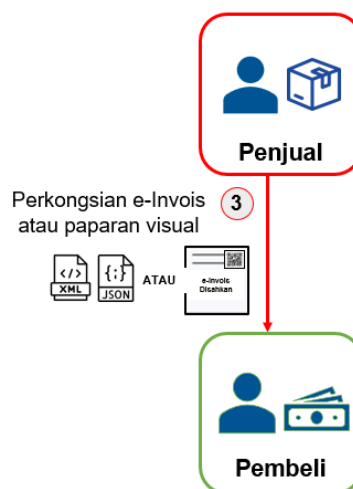 Penjual
Perkongsian e-Invois
atau paparan visual
3
</>
XML
{;}
JSON
ATAU
e-Invois
Disahkan
Pembeli